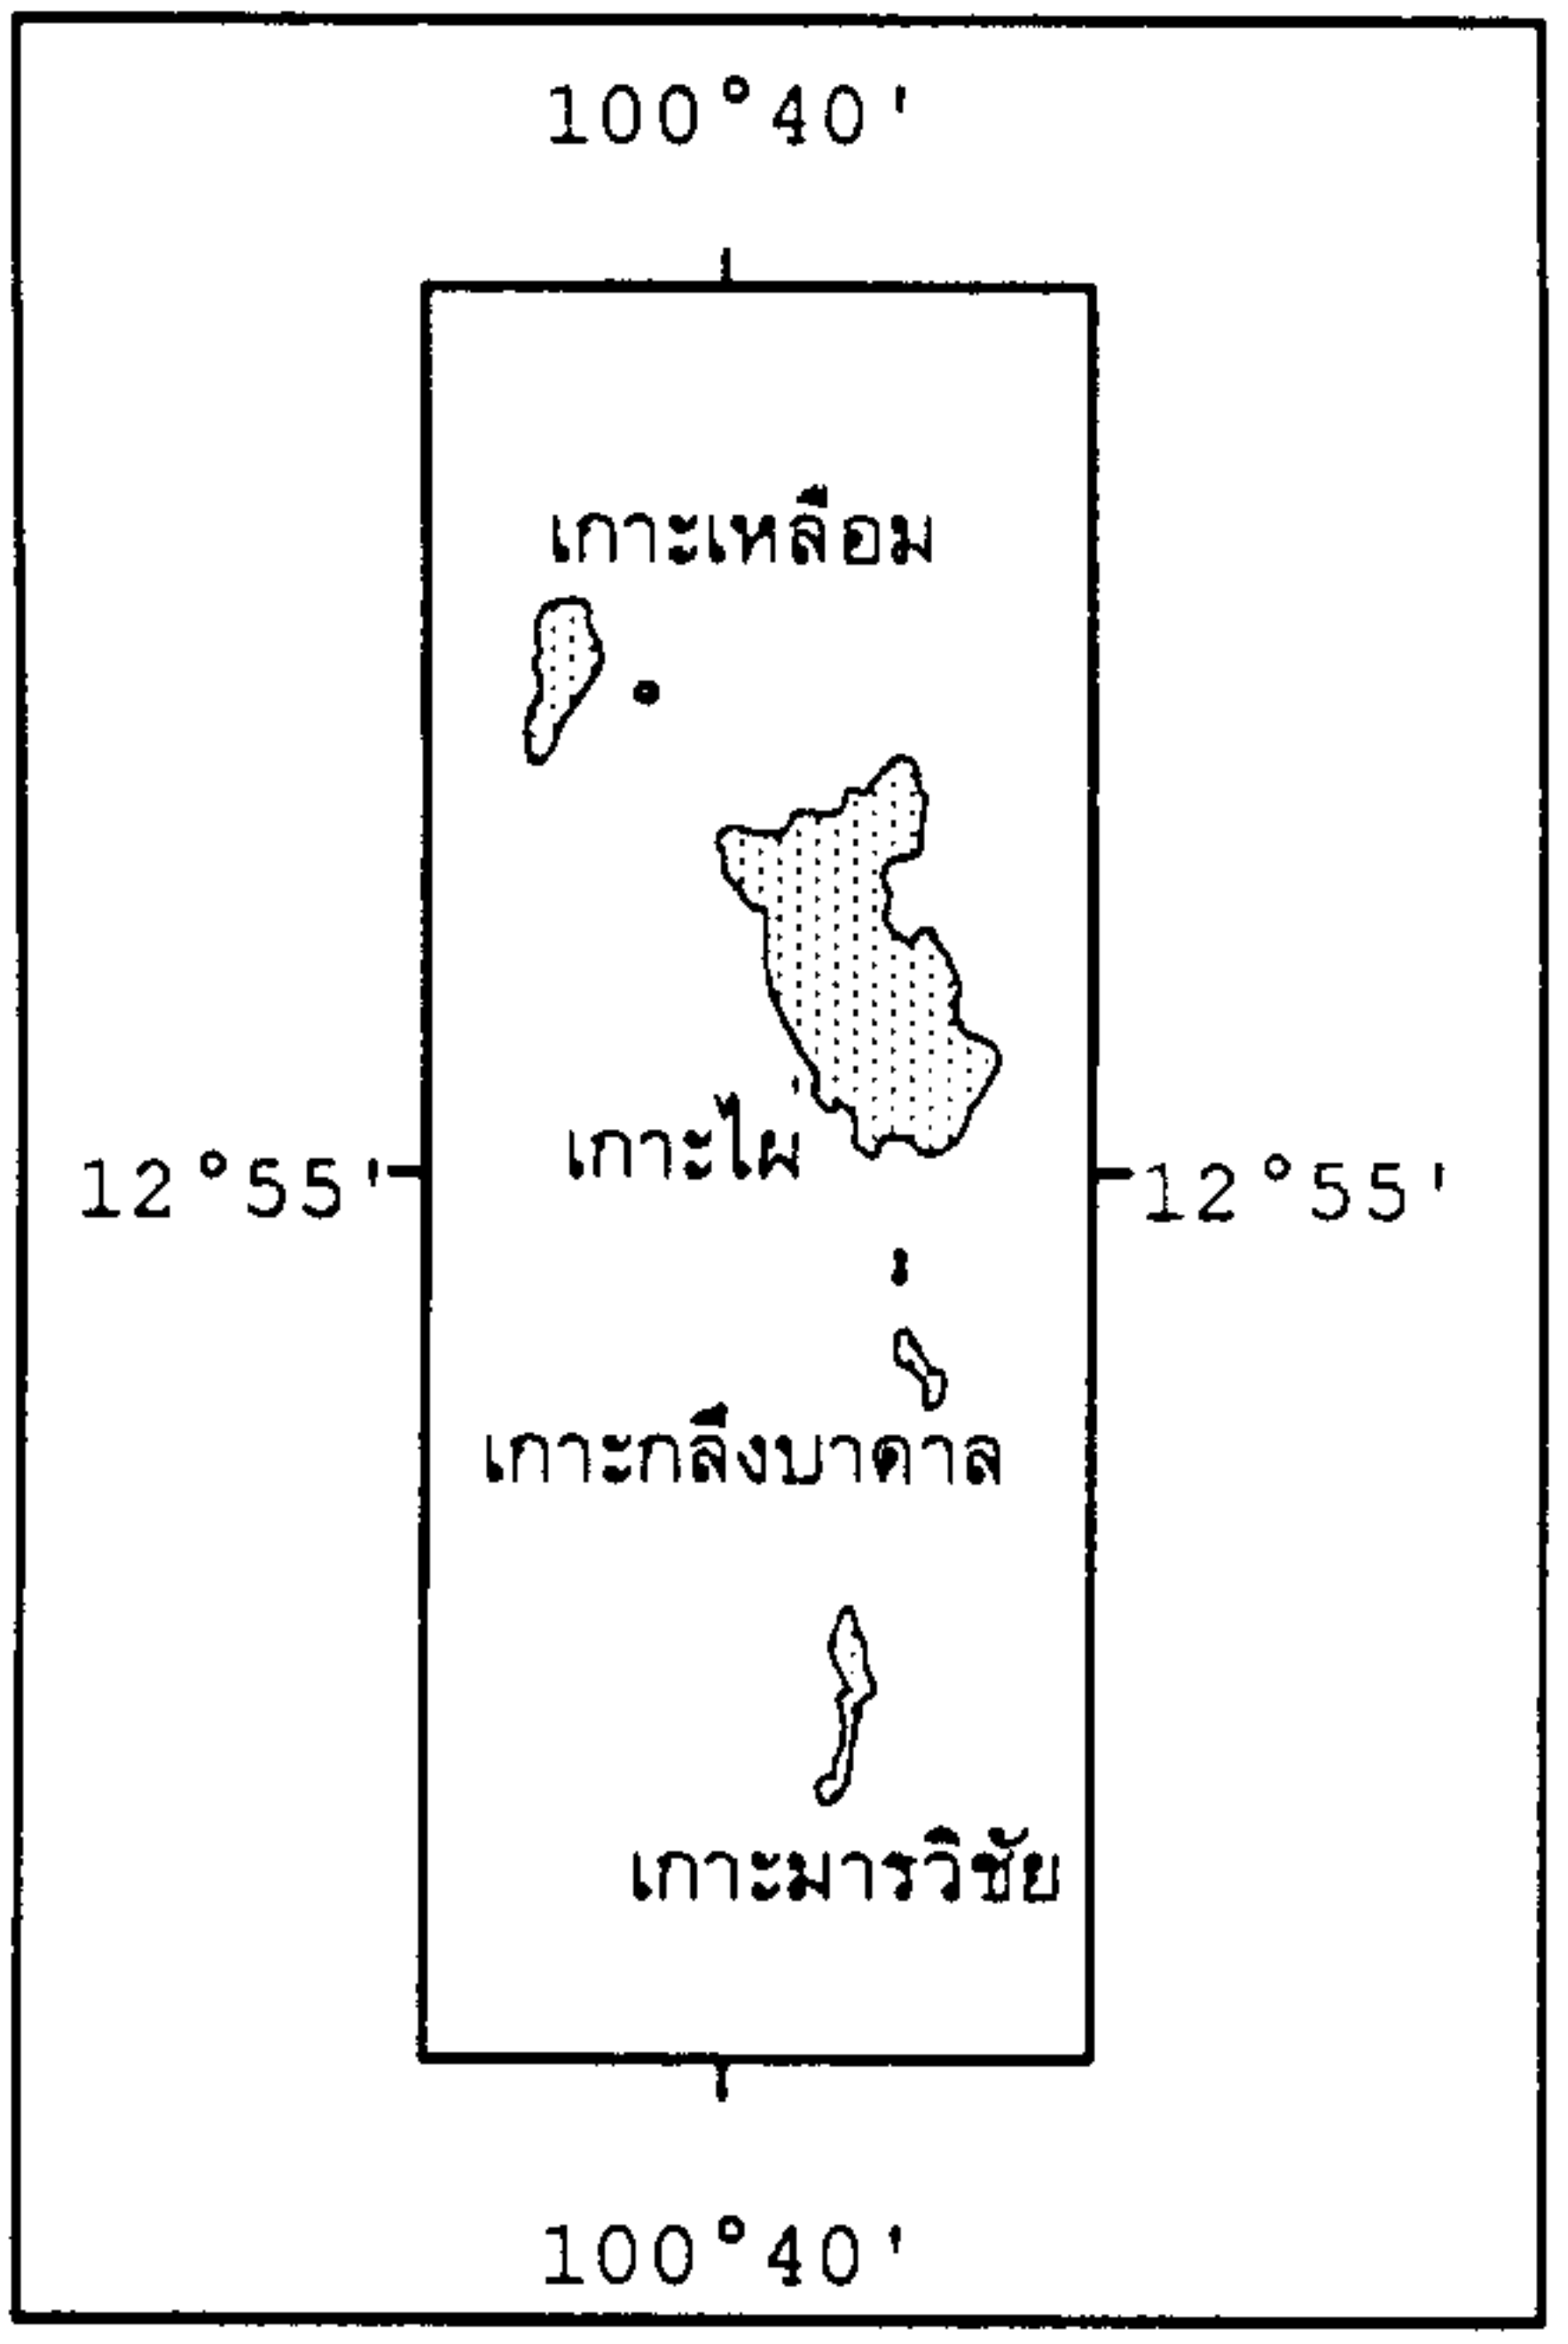 100°40'
เกาะเหลื่อม
เกาะไผ่
12°55'
12°55'
เกาะกลึงบาดาล
เกาะมารวิชัย
100°40'